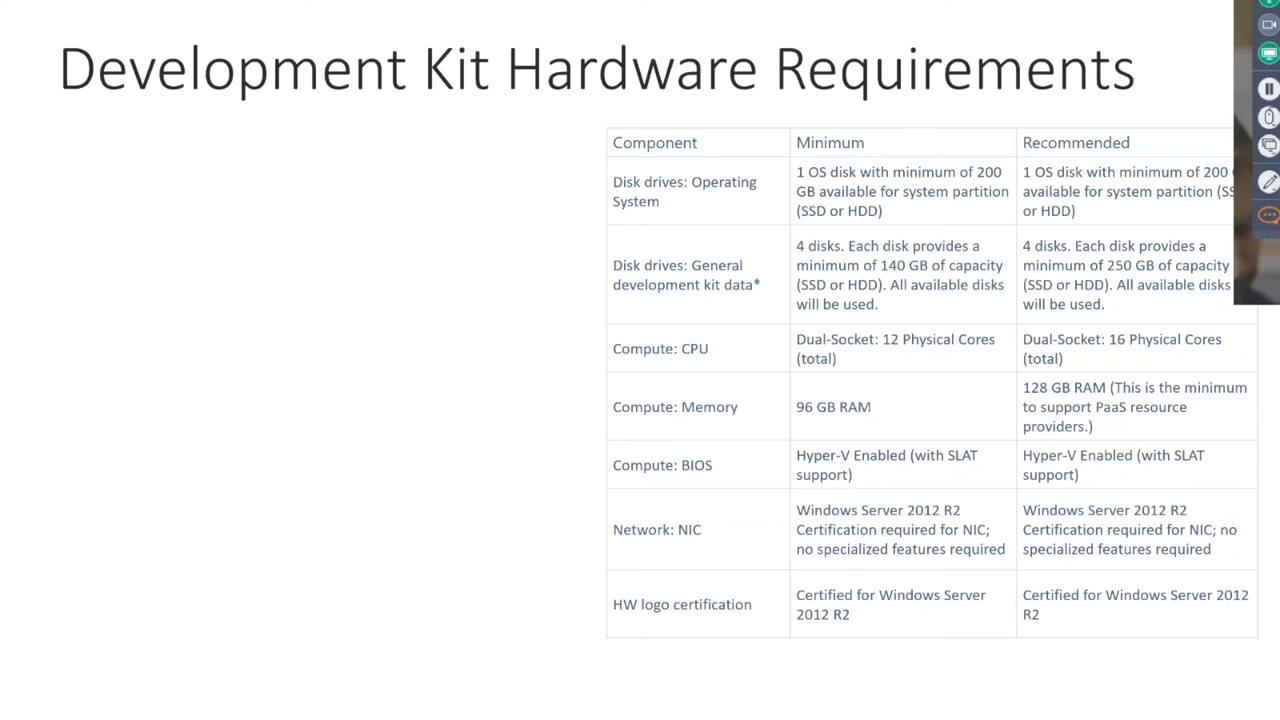 Development Kit Hardware Requirements
Component
Minimum
Recommended
Disk drives: Operating
System
1 OS disk with minimum of 200
GB available for system partition
(SSD or HDD)
1 OS disk with minimum of 200
available for system partition
or HDD)
Disk drives: General
development kit data*
4 disks. Each disk provides a
minimum of 140 GB of capacity
(SSD or HDD). All available disks
will be used.
4 disks. Each disk provides a
minimum of 250 GB of capacity
(SSD or HDD). All available disks
will be used.
Compute: CPU
Dual-Socket: 12 Physical Cores
(total)
Dual-Socket: 16 Physical Cores
(total)
Compute: Memory
96 GB RAM
128 GB RAM (This is the minimum
to support PaaS resource
providers.)
Compute: BIOS
Hyper-V Enabled (with SLAT
support)
Hyper-V Enabled (with SLAT
support)
Network: NIC
Windows Server 2012 R2
Certification required for NIC;
no specialized features required
Windows Server 2012 R2
Certification required for NIC; no
specialized features required
HW logo certification
Certified for Windows Server
2012 R2
Certified for Windows Server 2012
R2